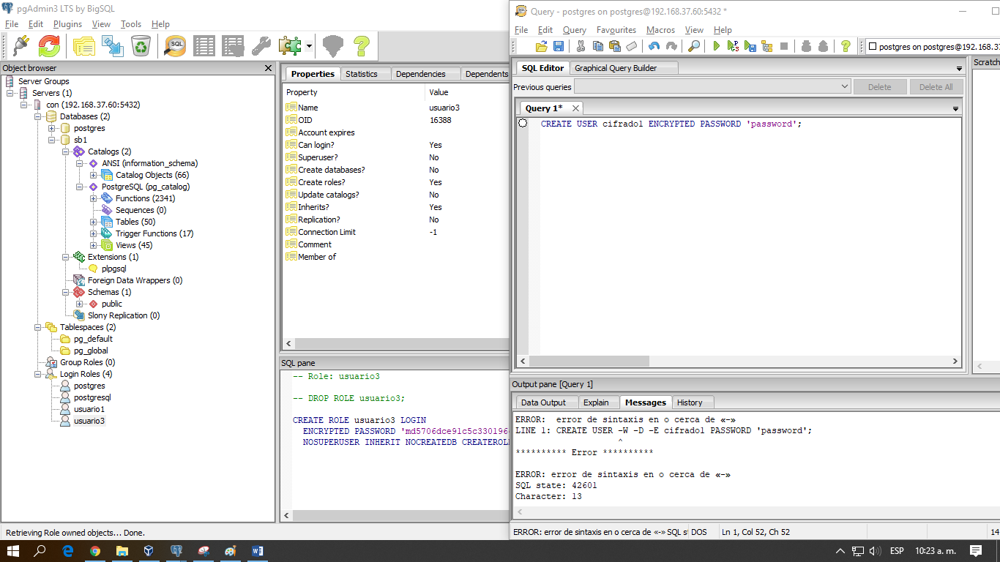 pgAdmin3 LTS by BigSQL
File Edit Plugins View Tools Help
SQL
Object browser
Server Groups
Servers (1)
con (192.168.37.60:5432)
Databases (2)
postgres
sb1
Catalogs (2)
ANSI (information_schema)
Catalog Objects (66)
PostgreSQL (pg_catalog)
Functions (2341)
Sequences (0)
Tables (50)
Trigger Functions (17)
Views (45)
Extensions (1)
plpgsql
Foreign Data Wrappers (0)
Schemas (1)
public
Slony Replication (0)
Tablespaces (2)
pg_default
pg_global
Group Roles (0)
Login Roles (4)
postgres
postgresql
usuario1
usuario3
Retrieving Role owned objects... Done.
Properties Statistics Dependencies Dependents
Property Value
Name usuario3
OID 16388
Account expires
Can login? Yes
Superuser? No
Create databases? No
Create roles? Yes
Update catalogs? No
Inherits? Yes
Replication? No
Connection Limit -1
Comment
Member of
SQL pane
-- Role: usuario3
-- DROP ROLE usuario3;
CREATE ROLE usuario3 LOGIN
ENCRYPTED PASSWORD 'md5706dce91c5c330196
NOSUPERUSER INHERIT NOCREATEDB CREATEROL
Query - postgres on postgres@192.168.37.60:5432 *
File Edit Query Favourites Macros View Help
postgres on postgres@192.168.37
SQL Editor Graphical Query Builder
Scratch
Previous queries Delete Delete All
Query 1*
CREATE USER cifrado1 ENCRYPTED PASSWORD 'password';
Output pane [Query 1]
Data Output Explain Messages History
ERROR: error de sintaxis en o cerca de «-»
LINE 1: CREATE USER -W -D -E cifrado1 PASSWORD 'password';
^
********** Error **********
ERROR: error de sintaxis en o cerca de «-»
SQL state: 42601
Character: 13
ERROR: error de sintaxis en o cerca de «-» SQL s DOS Ln 1, Col 52, Ch 52 14
ESP 10:23 a. m.